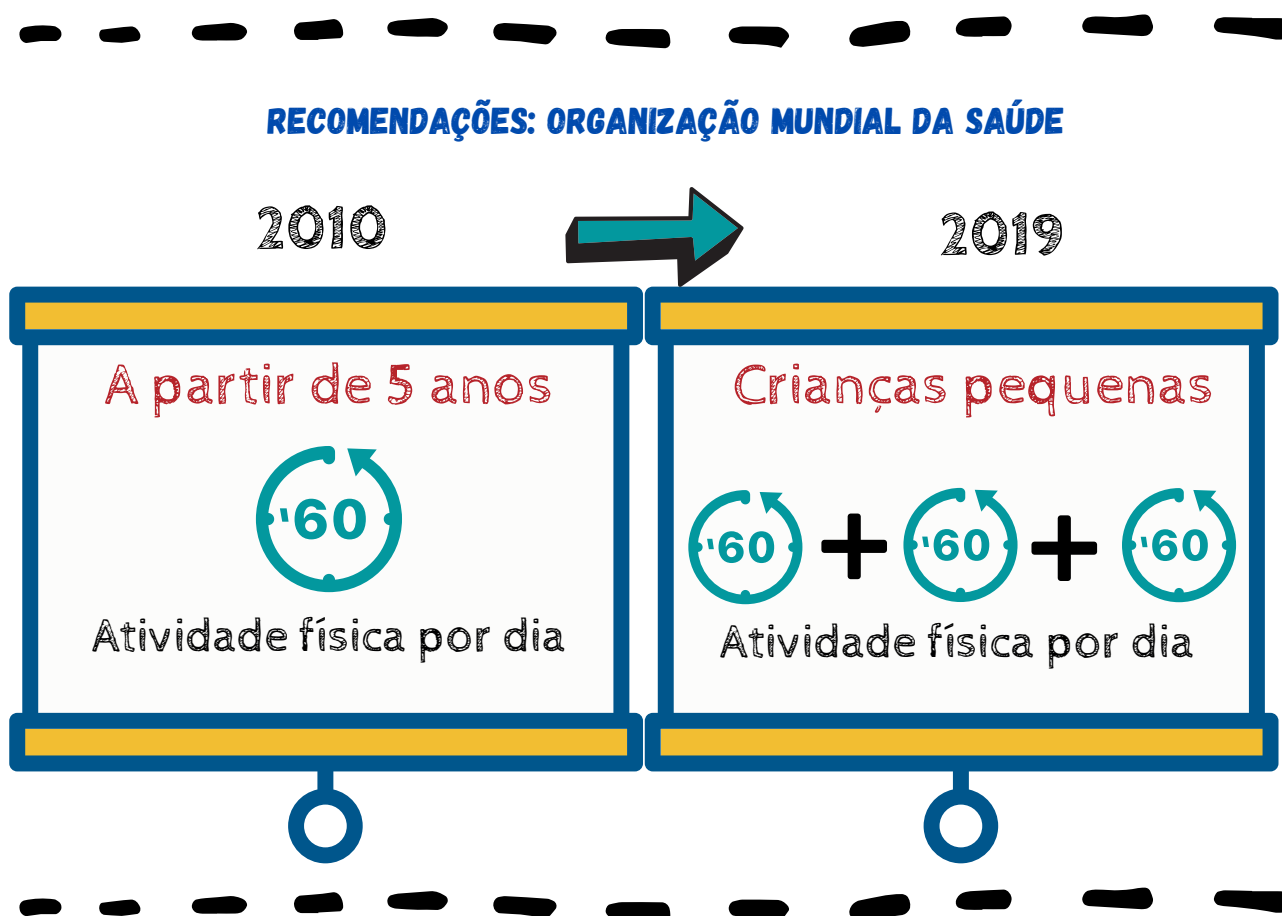 RECOMENDAÇÕES: ORGANIZAÇÃO MUNDIAL DA SAÚDE
2010
2019
A partir de 5 anos
'60
Atividade física por dia
Crianças pequenas
'60 + '60 + '60
Atividade física por dia